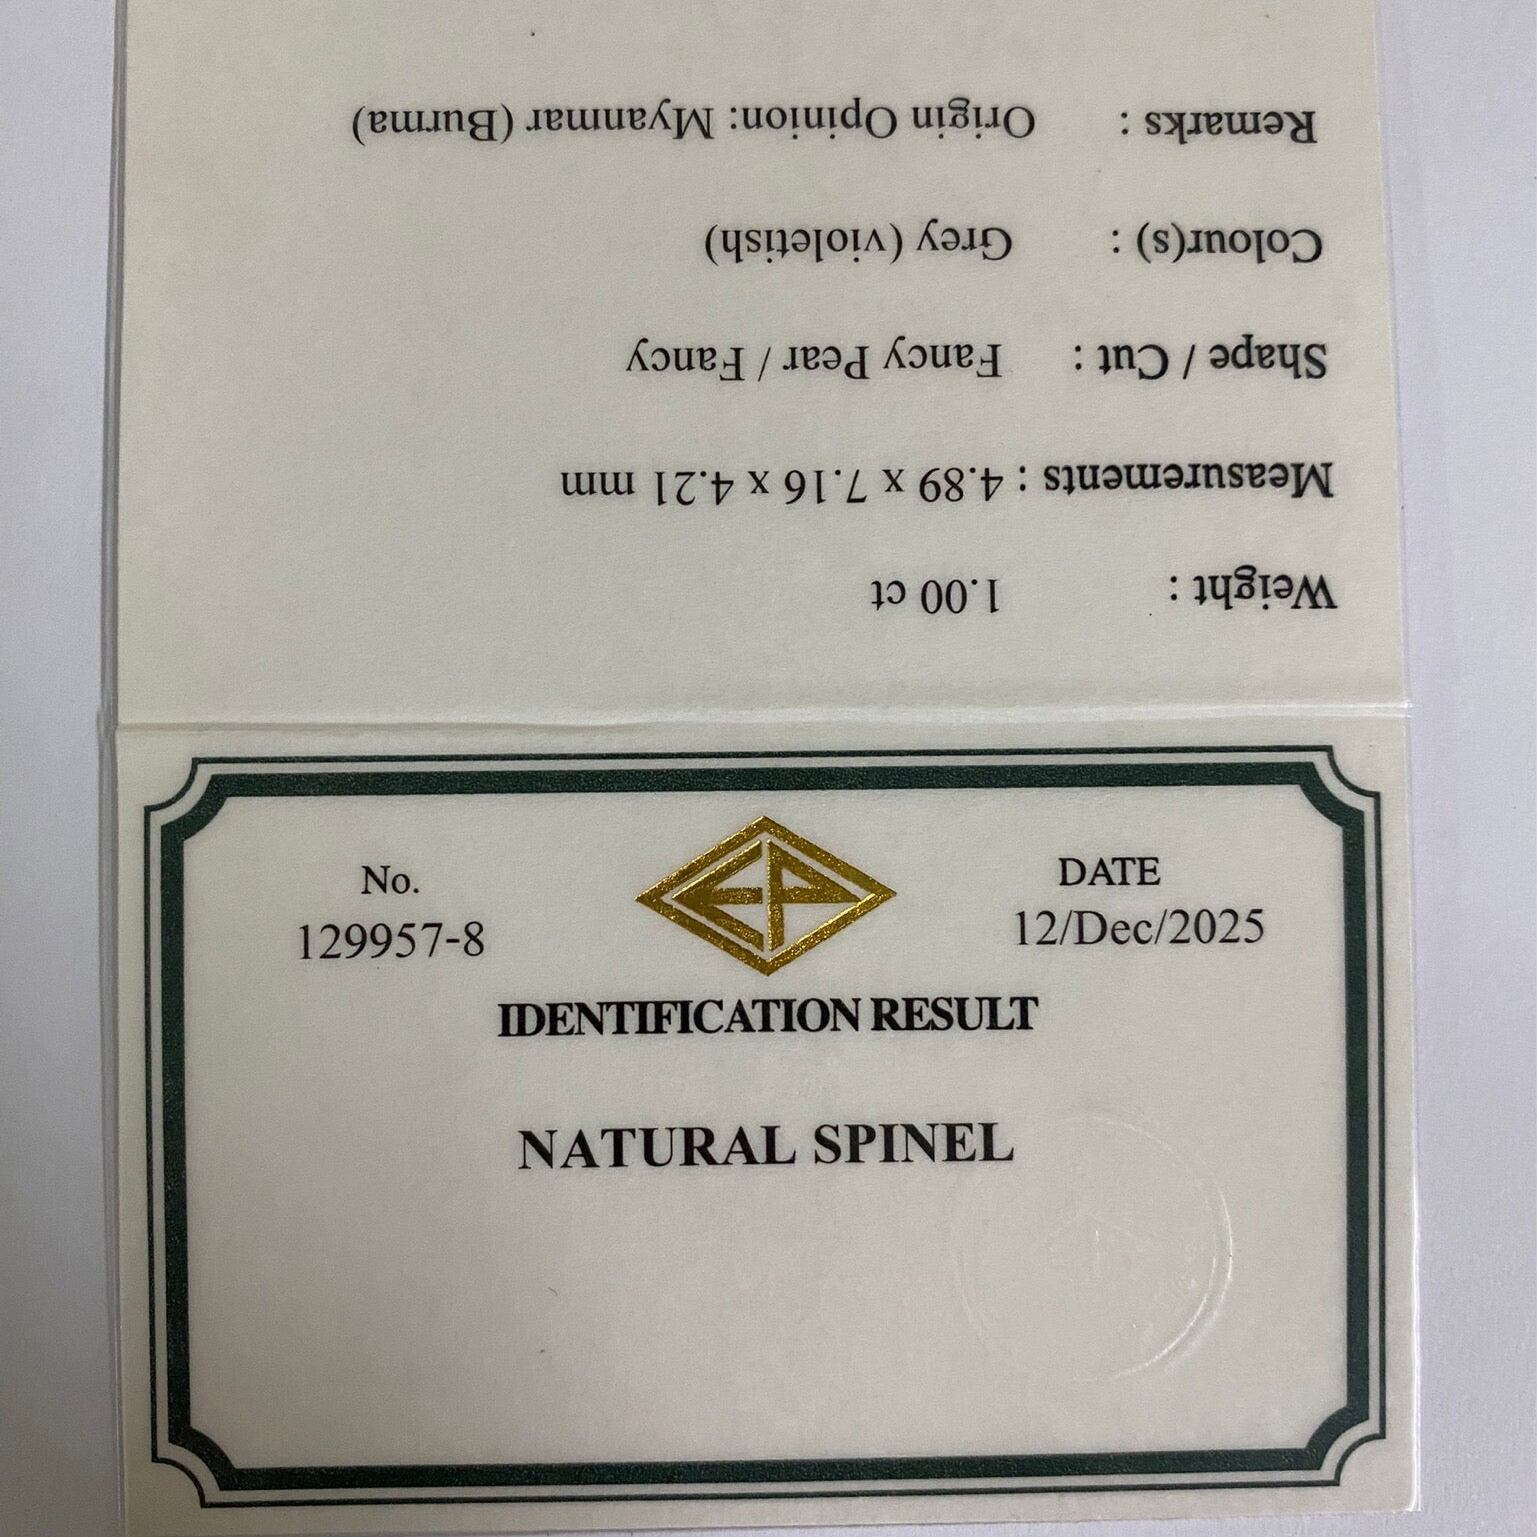 No.
129957-8
EP
DATE
12/Dec/2025
IDENTIFICATION RESULT
NATURAL SPINEL
Weight : 1.00 ct
Measurements : 4.89 x 7.16 x 4.21 mm
Shape / Cut : Fancy Pear / Fancy
Colour(s) : Grey (violetish)
Remarks : Origin Opinion: Myanmar (Burma)